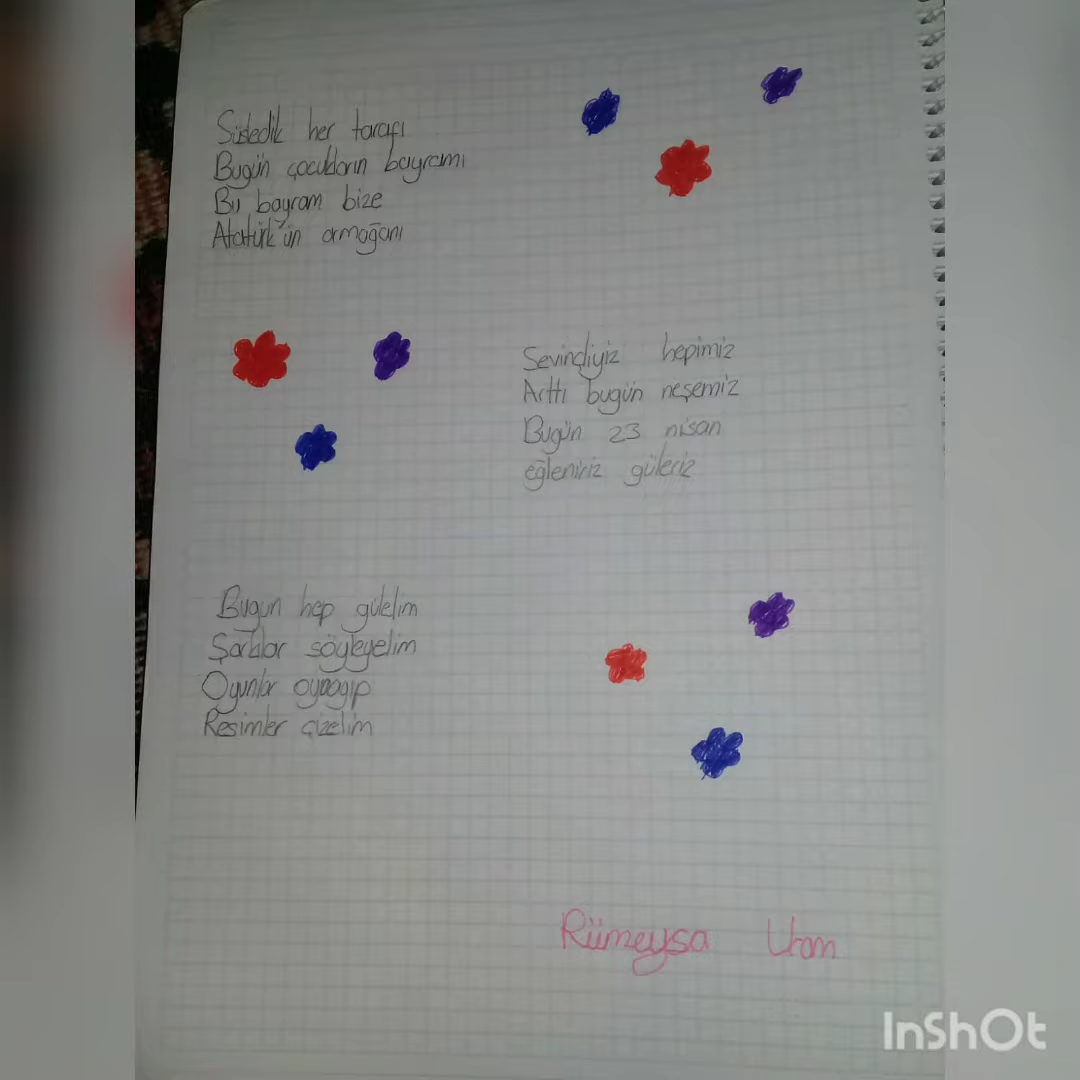 Süsledik her tarafı
Bugün çocukların bayramı
Bu bayram bize
Atatürk'ün armağanı
Sevinçliyiz hepimiz
Arttı bugün neşemiz
Bugün 23 nisan
eğleniriz güleriz
Bugün hep gülelim
Şarkılar söyleyelim
Oyunlar oynayıp
Resimler çizelim
Rümeysa
InShOt